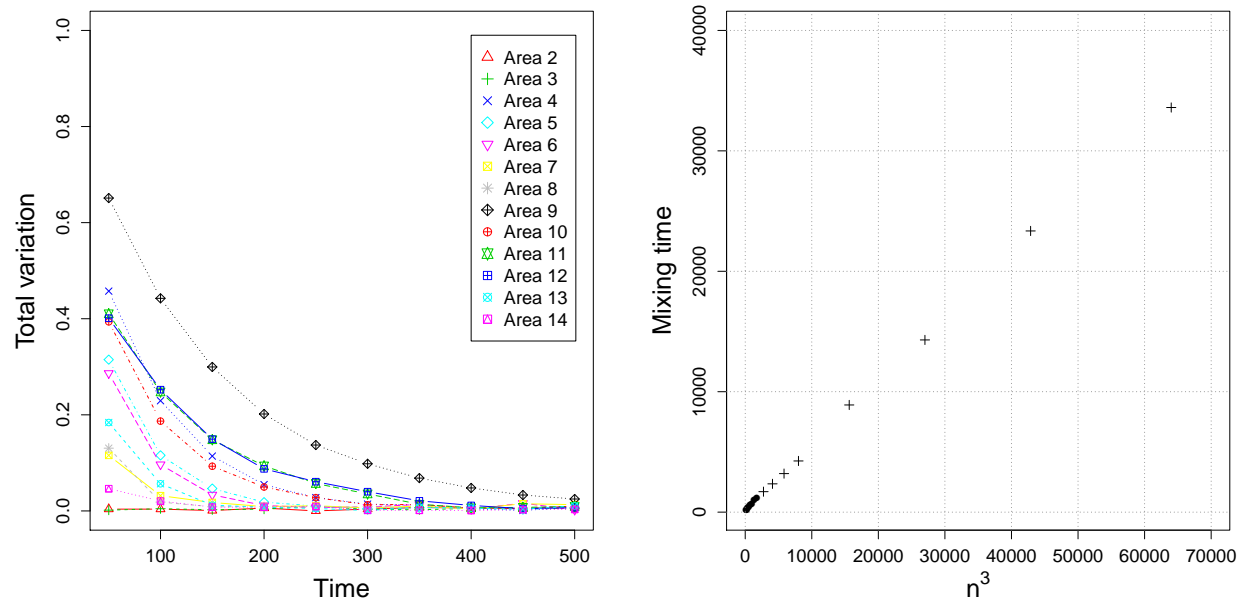 Total variation
1.0
0.8
0.6
0.4
0.2
0.0
100
200
300
400
500
Time
Area 2
Area 3
Area 4
Area 5
Area 6
Area 7
Area 8
Area 9
Area 10
Area 11
Area 12
Area 13
Area 14
Mixing time
40000
30000
20000
10000
0
0
10000
20000
30000
40000
50000
60000
70000
n³